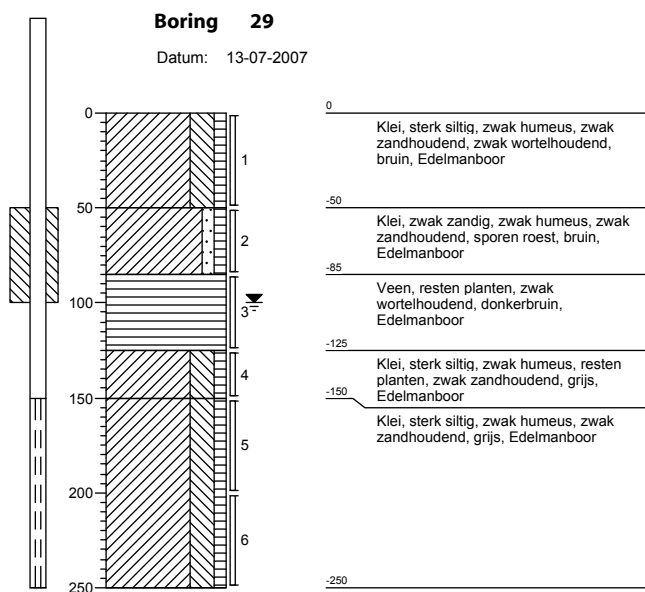 Boring 29
Datum: 13-07-2007
0
50
100
150
200
250
1
2
3
4
5
6
0
Klei, sterk siltig, zwak humeus, zwak
zandhoudend, zwak wortelhoudend,
bruin, Edelmanboor
-50
Klei, zwak zandig, zwak humeus, zwak
zandhoudend, sporen roest, bruin,
Edelmanboor
-85
Veen, resten planten, zwak
wortelhoudend, donkerbruin,
Edelmanboor
-125
Klei, sterk siltig, zwak humeus, resten
planten, zwak zandhoudend, grijs,
Edelmanboor
-150
Klei, sterk siltig, zwak humeus, zwak
zandhoudend, grijs, Edelmanboor
-250